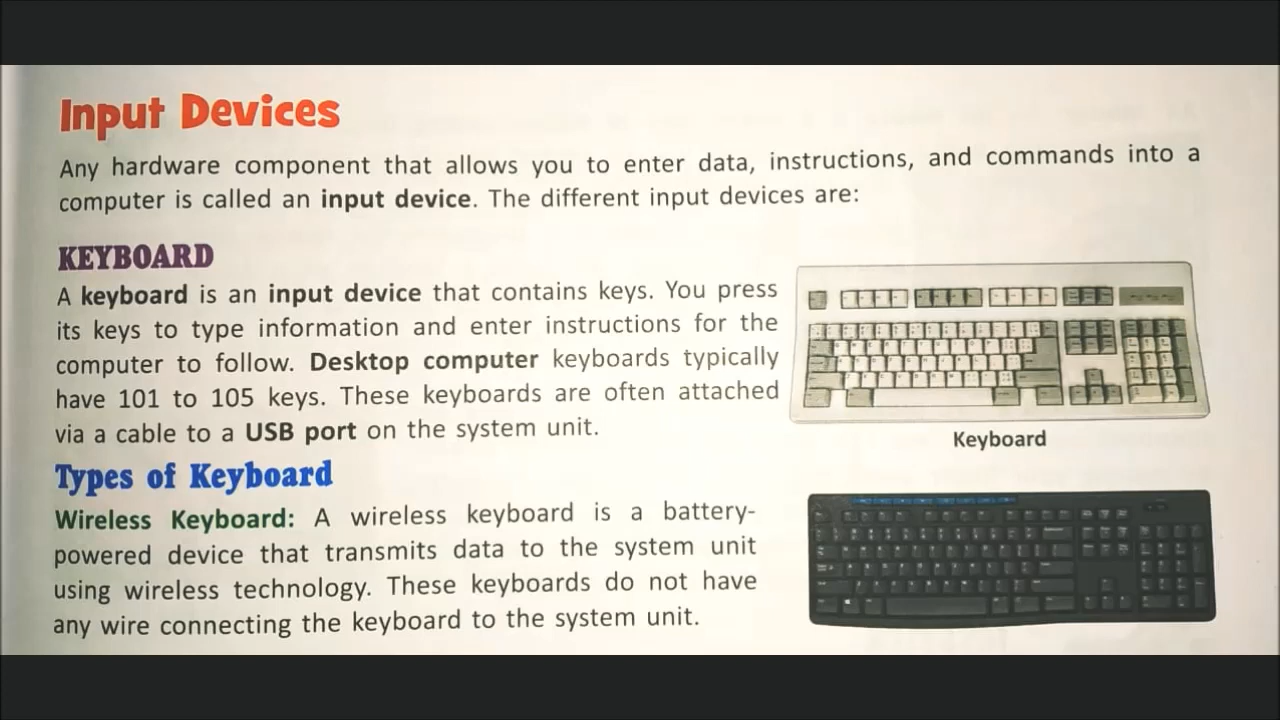 Input Devices
Any hardware component that allows you to enter data, instructions, and commands into a
computer is called an input device. The different input devices are:
KEYBOARD
A keyboard is an input device that contains keys. You press
its keys to type information and enter instructions for the
computer to follow. Desktop computer keyboards typically
have 101 to 105 keys. These keyboards are often attached
via a cable to a USB port on the system unit.
Keyboard
Types of Keyboard
Wireless Keyboard: A wireless keyboard is a battery-
powered device that transmits data to the system unit
using wireless technology. These keyboards do not have
any wire connecting the keyboard to the system unit.